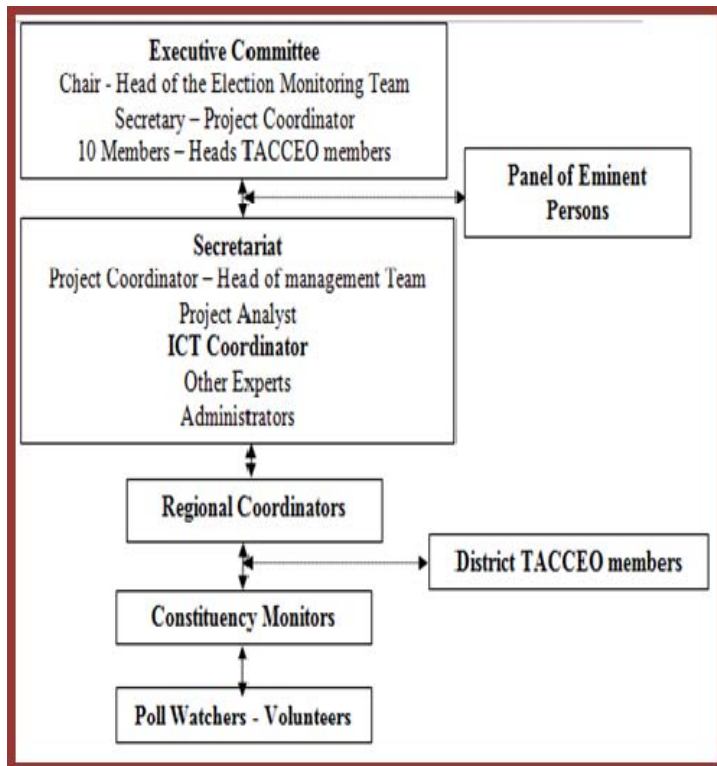 Executive Committee
Chair - Head of the Election Monitoring Team
Secretary – Project Coordinator
10 Members – Heads TACCEO members
Panel of Eminent
Persons
Secretariat
Project Coordinator – Head of management Team
Project Analyst
ICT Coordinator
Other Experts
Administrators
Regional Coordinators
District TACCEO members
Constituency Monitors
Poll Watchers - Volunteers